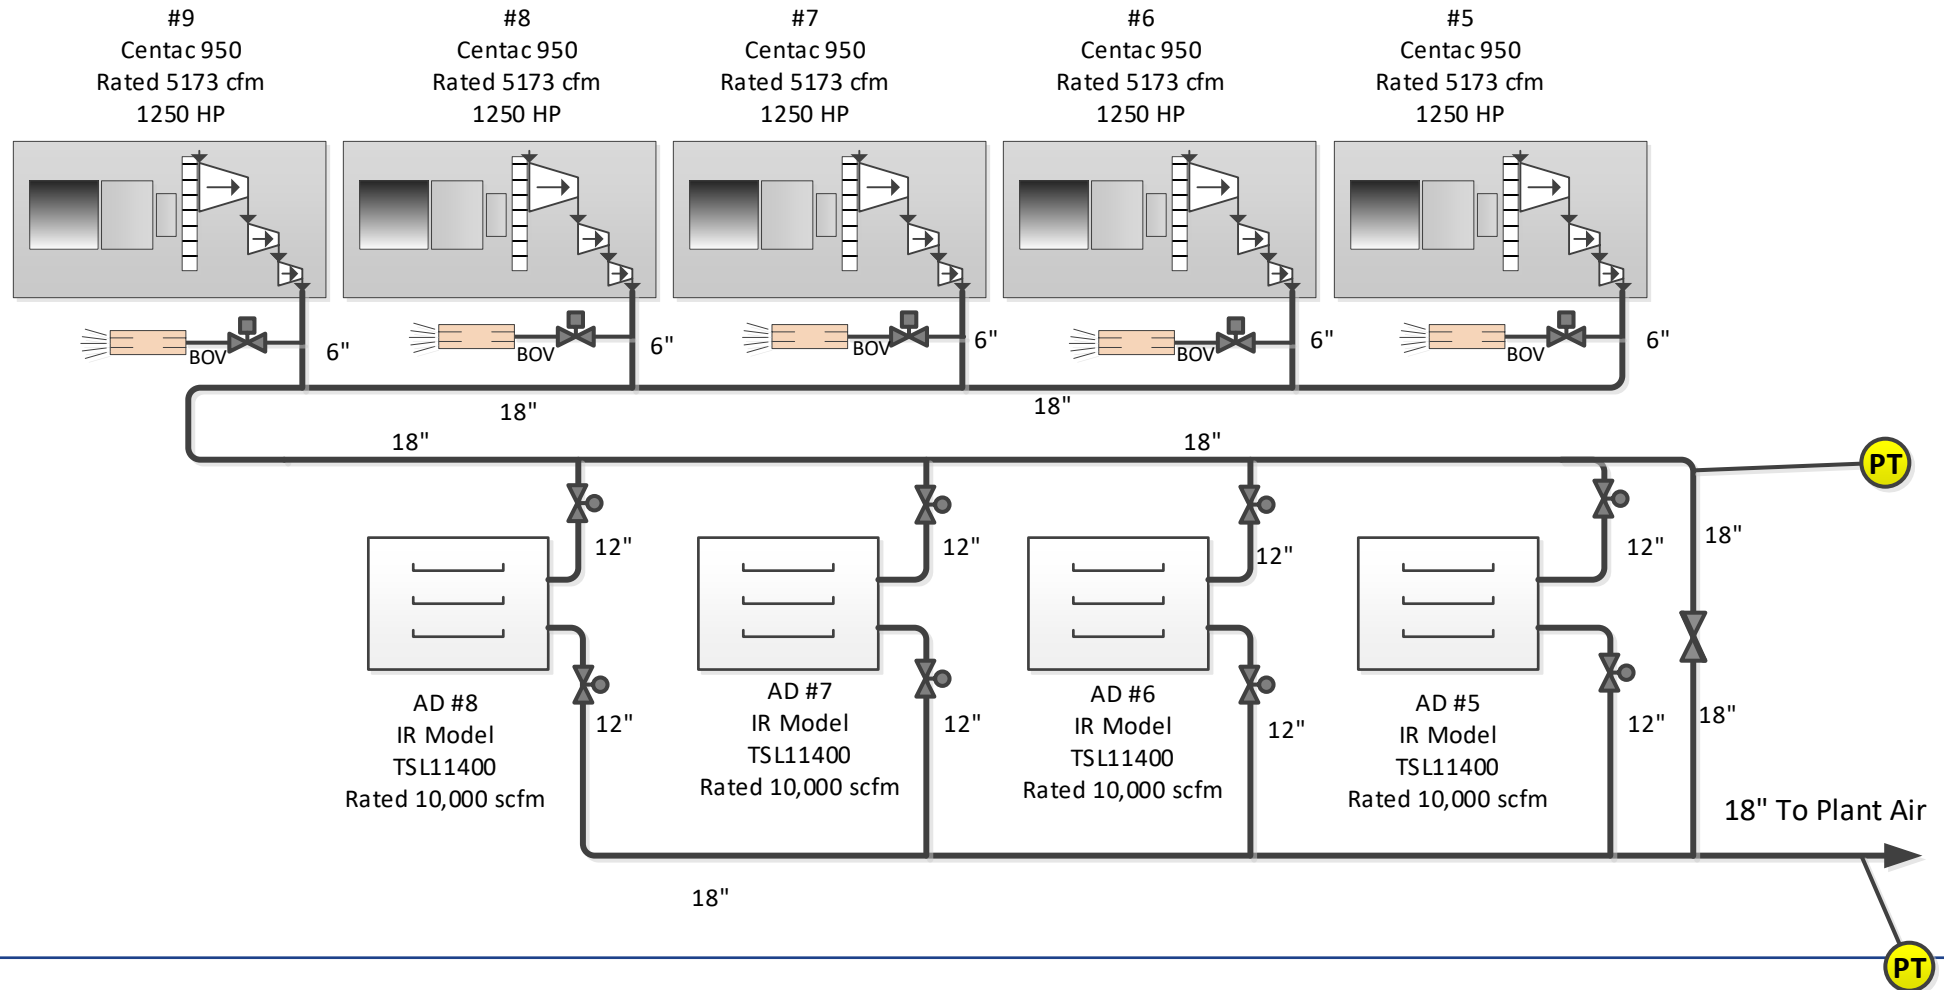 #9
Centac 950
Rated 5173 cfm
1250 HP
#8
Centac 950
Rated 5173 cfm
1250 HP
#7
Centac 950
Rated 5173 cfm
1250 HP
#6
Centac 950
Rated 5173 cfm
1250 HP
#5
Centac 950
Rated 5173 cfm
1250 HP
BOV
6"
BOV
6"
BOV
6"
BOV
6"
BOV
6"
18"
18"
18"
18"
PT
12"
12"
12"
12"
18"
12"
12"
12"
12"
18"
AD #8
IR Model
TSL11400
Rated 10,000 scfm
AD #7
IR Model
TSL11400
Rated 10,000 scfm
AD #6
IR Model
TSL11400
Rated 10,000 scfm
AD #5
IR Model
TSL11400
Rated 10,000 scfm
18" To Plant Air
18"
PT